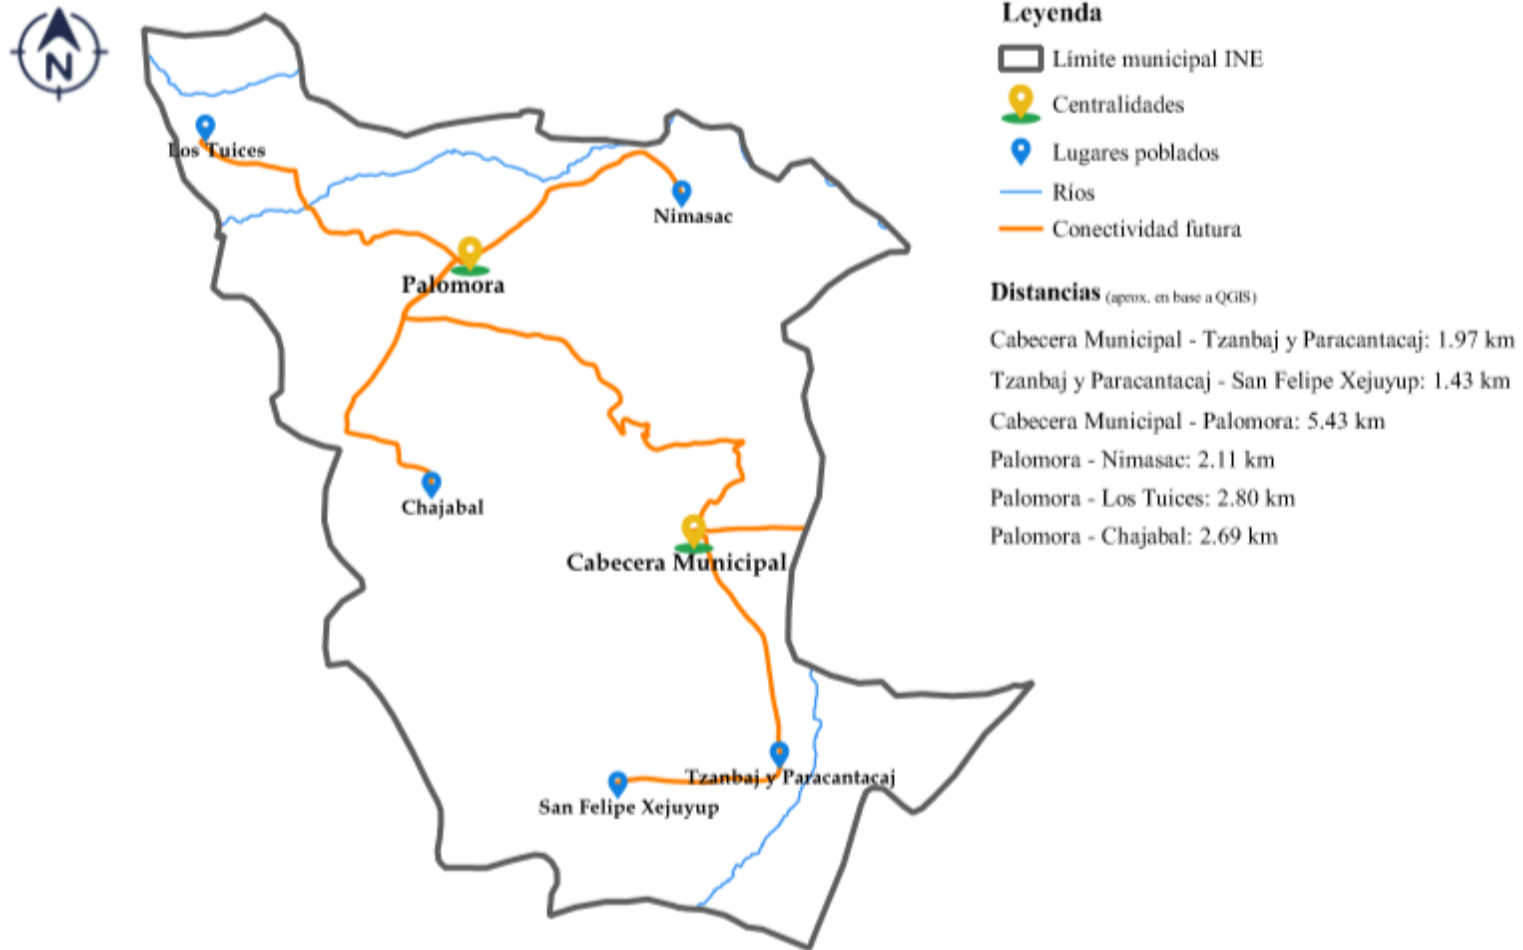 N
Leyenda
Límite municipal INE
Centralidades
Lugares poblados
Ríos
Conectividad futura
Distancias (aprox. en base a QGIS)
Cabecera Municipal - Tzanbaj y Paracantacaj: 1.97 km
Tzanbaj y Paracantacaj - San Felipe Xejuyup: 1.43 km
Cabecera Municipal - Palomora: 5.43 km
Palomora - Nimasac: 2.11 km
Palomora - Los Tuices: 2.80 km
Palomora - Chajabal: 2.69 km
Los Tuices
Nimasac
Palomora
Chajabal
Cabecera Municipal
Tzanbaj y Paracantacaj
San Felipe Xejuyup